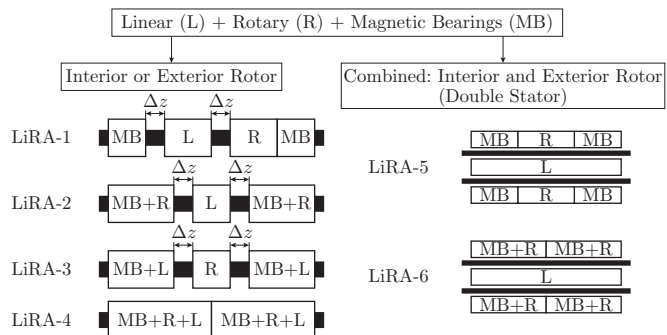 Linear (L) + Rotary (R) + Magnetic Bearings (MB)
Interior or Exterior Rotor
Combined: Interior and Exterior Rotor
(Double Stator)
Δz Δz
LiRA-1 MB L R MB
Δz Δz
LiRA-2 MB+R L MB+R
Δz Δz
LiRA-3 MB+L R MB+L
LiRA-4 MB+R+L MB+R+L
MB R MB
LiRA-5 L
MB R MB
MB+R MB+R
LiRA-6 L
MB+R MB+R